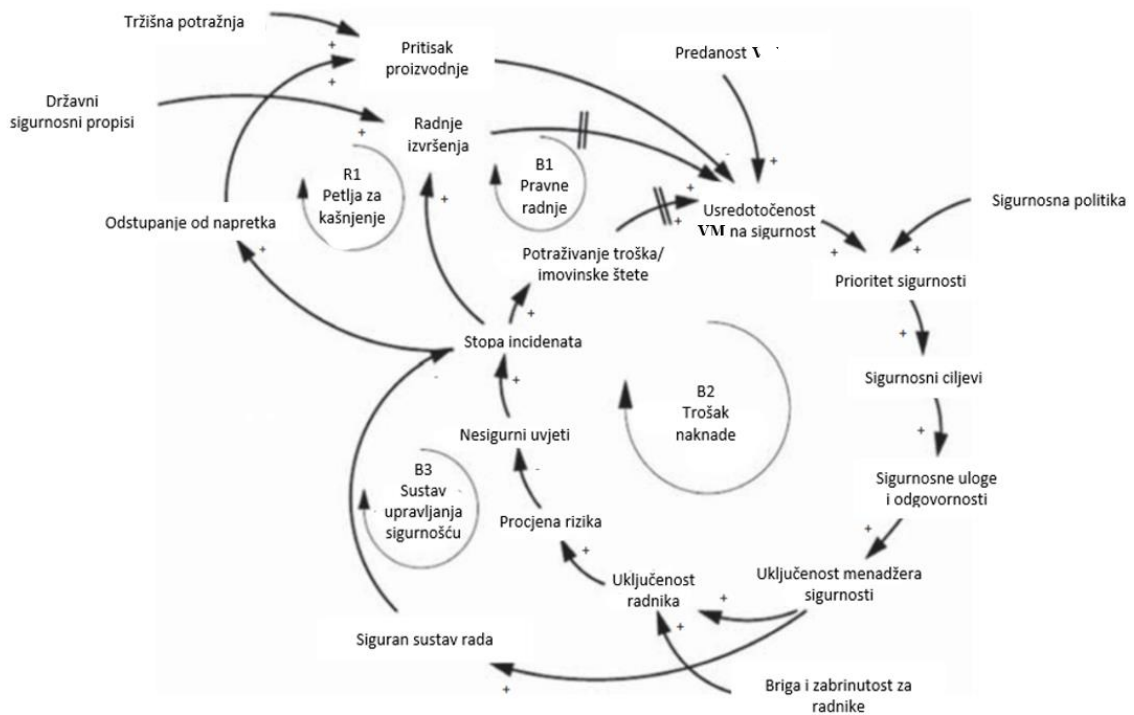 Tržišna potražnja
+
Pritisak
proizvodnje
+
+
Predanost
Državni
sigurnosni propisi
+
Radnje
izvršenja
R1
Petlja za
kašnjenje
B1
Pravne
radnje
-
+
+
+
+
Usredotočenost
VM na sigurnost
Sigurnosna politika
Odstupanje od napretka
+
Potraživanje troška/
imovinske štete
+
+
Prioritet sigurnosti
+
Stopa incidenata
+
-
+
Sigurnosni ciljevi
B2
Trošak
naknade
+
Nesigurni uvjeti
B3
Sustav
upravljanja
sigurnošću
-
Sigurnosne uloge
i odgovornosti
Procjena rizika
+
+
Uključenost
radnika
Uključenost menadžera
sigurnosti
+
+
Siguran sustav rada
+
Briga i zabrinutost za
radnike